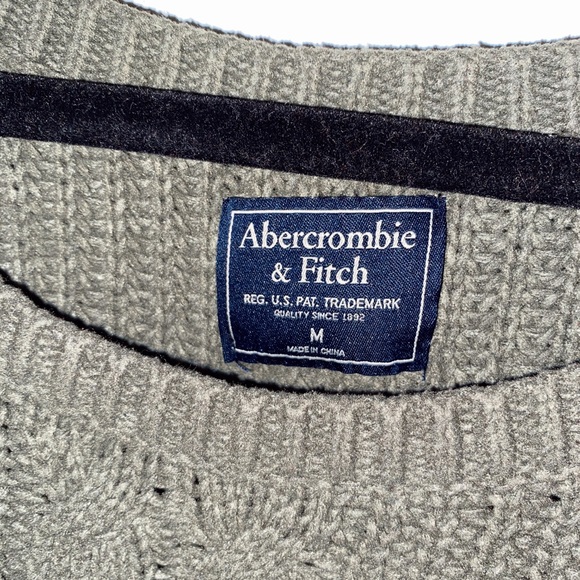 Abercrombie
& Fitch
REG. U.S. PAT. TRADEMARK
QUALITY SINCE 1892
M
MADE IN CHINA